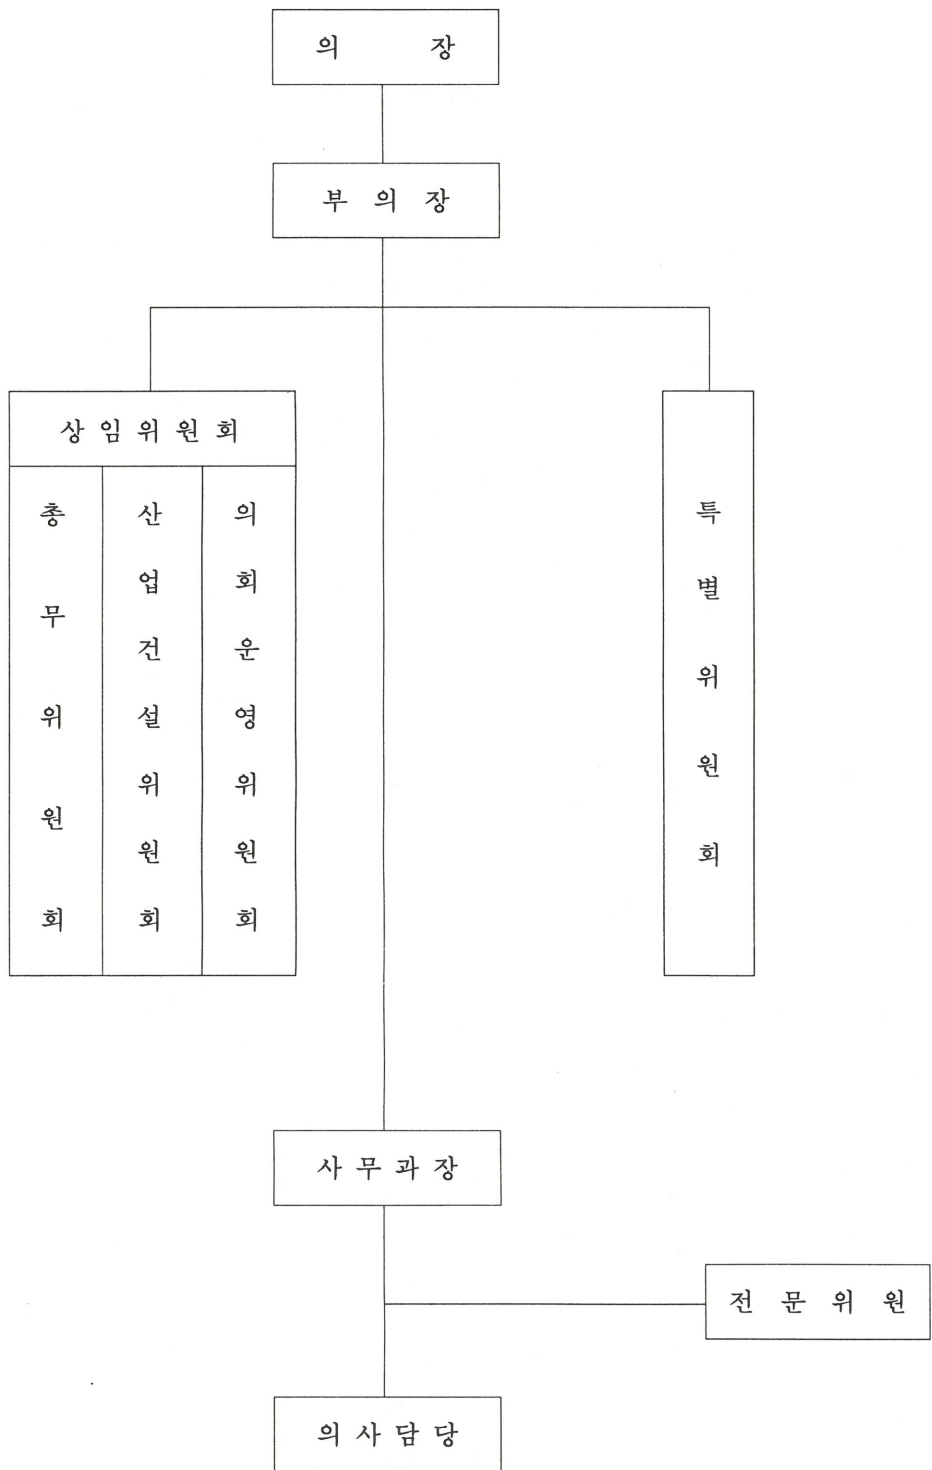 의 장
부 의 장
상 임 위 원 회
총무위원회
산업건설위원회
의회운영위원회
특별위원회
사 무 과 장
전 문 위 원
의 사 담 당